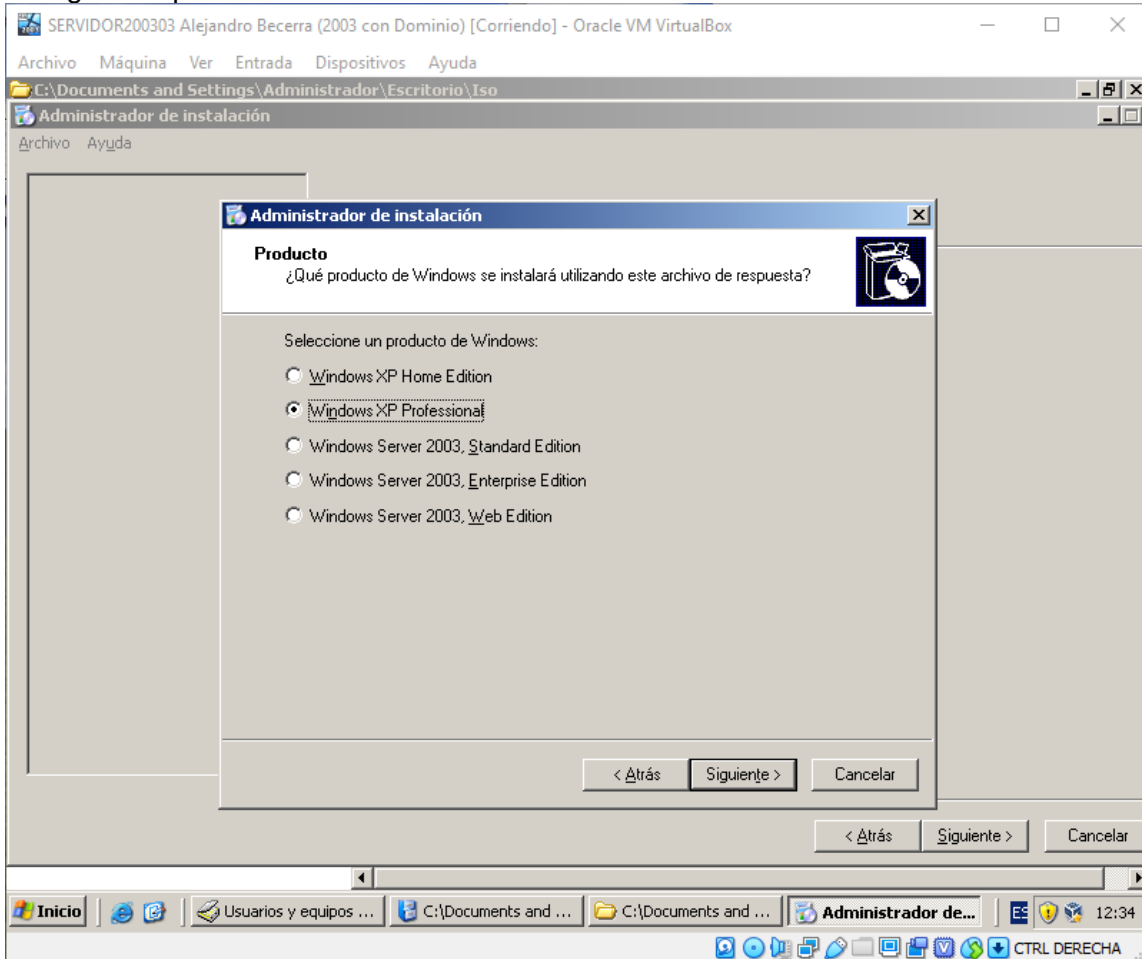 SERVIDOR200303 Alejandro Becerra (2003 con Dominio) [Corriendo] - Oracle VM VirtualBox
Archivo Máquina Ver Entrada Dispositivos Ayuda
C:\Documents and Settings\Administrador\Escritorio\Iso
Administrador de instalación
Archivo Ayuda
Administrador de instalación
Producto
¿Qué producto de Windows se instalará utilizando este archivo de respuesta?
Seleccione un producto de Windows:
Windows XP Home Edition
Windows XP Professional
Windows Server 2003, Standard Edition
Windows Server 2003, Enterprise Edition
Windows Server 2003, Web Edition
< Atrás Siguiente > Cancelar
< Atrás Siguiente > Cancelar
Inicio Usuarios y equipos ... C:\Documents and ... C:\Documents and ... Administrador de... ES 12:34
CTRL DERECHA